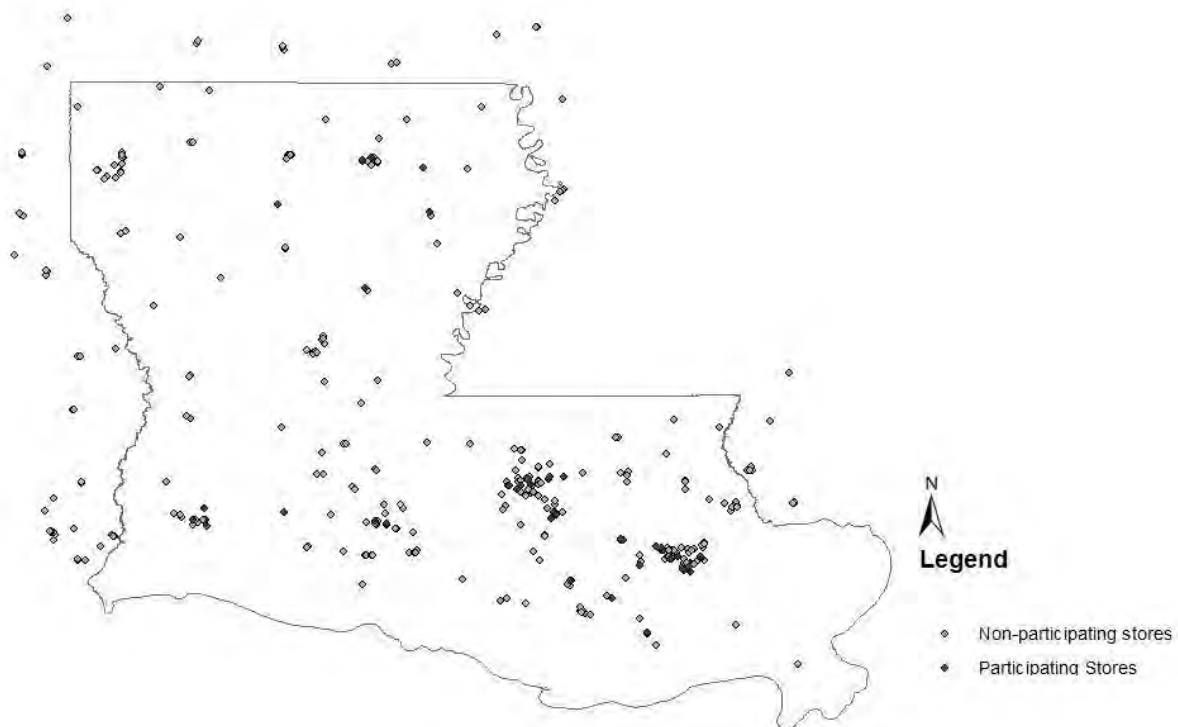 N
Legend
Non-participating stores
Participating Stores